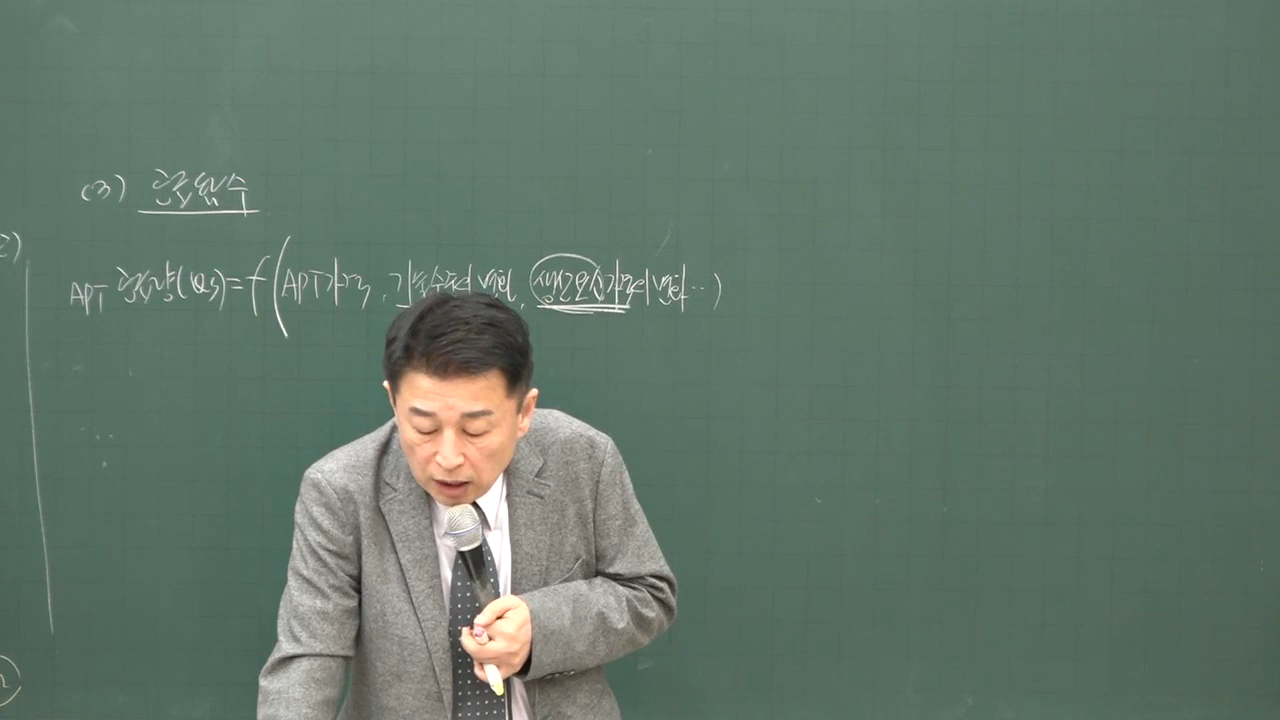 (3) 공급함수
2)
APT 공급량(Qs)=f(APT가격, 기술수준의 변화, 생산요소가격의 변화‥)